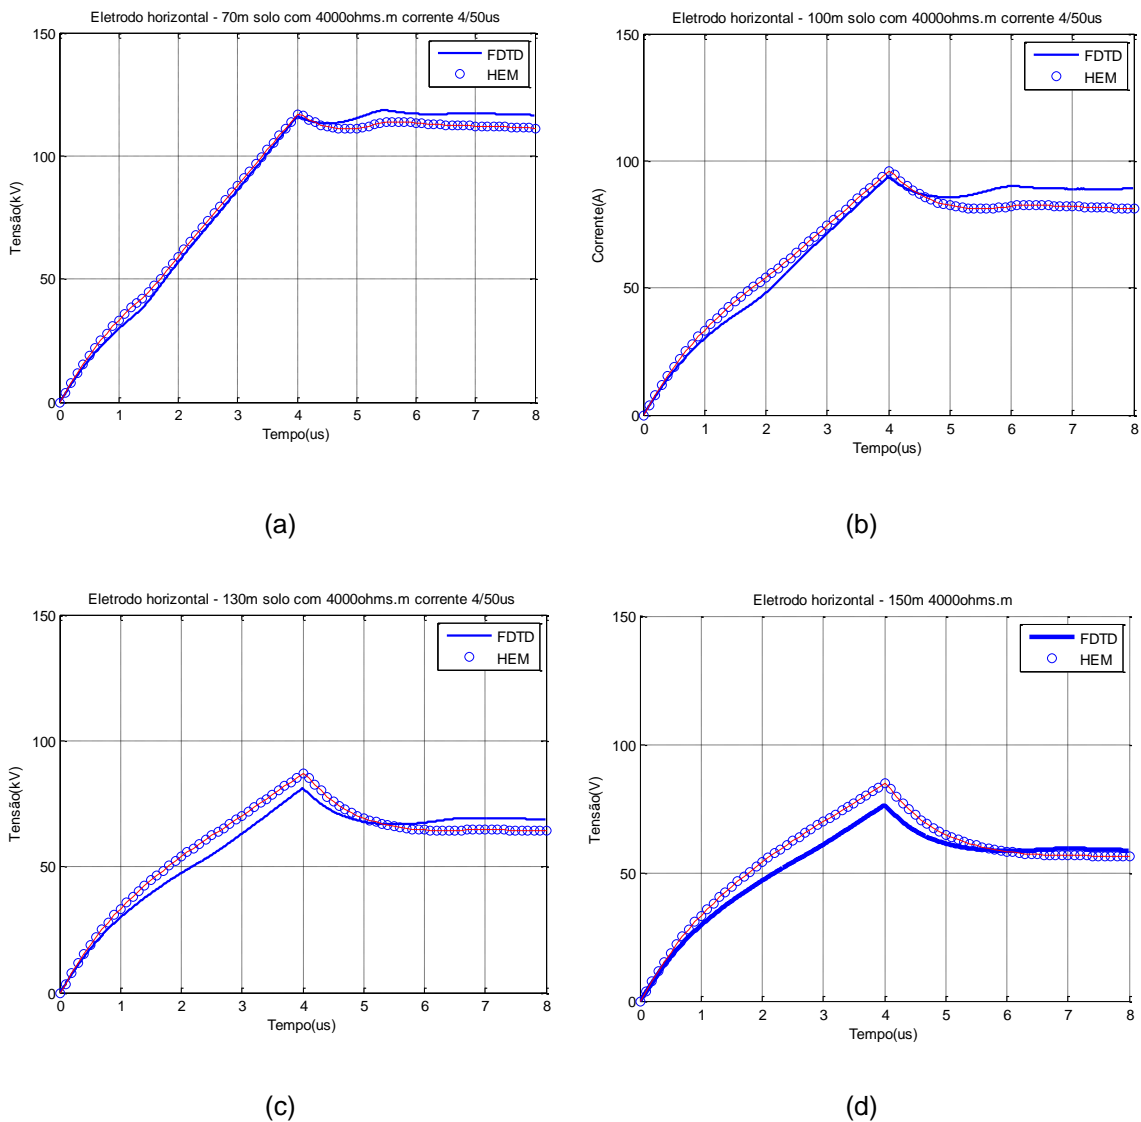 Eletrodo horizontal - 70m solo com 4000ohms.m corrente 4/50us
150
100
50
0
Tensão(kV)
FDTD
HEM
0 1 2 3 4 5 6 7 8
Tempo(us)
(a)
Eletrodo horizontal - 100m solo com 4000ohms.m corrente 4/50us
150
100
50
0
Corrente(A)
FDTD
HEM
0 1 2 3 4 5 6 7 8
Tempo(us)
(b)
Eletrodo horizontal - 130m solo com 4000ohms.m corrente 4/50us
150
100
50
0
Tensão(kV)
FDTD
HEM
0 1 2 3 4 5 6 7 8
Tempo(us)
(c)
Eletrodo horizontal - 150m 4000ohms.m
150
100
50
0
Tensão(V)
FDTD
HEM
0 1 2 3 4 5 6 7 8
Tempo(us)
(d)